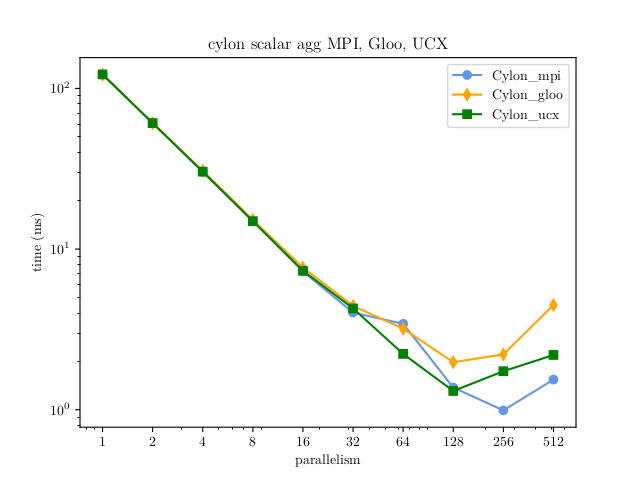 cylon scalar agg MPI, Gloo, UCX
Cylon_mpi
Cylon_gloo
Cylon_ucx
10²
10¹
10⁰
time (ms)
1 2 4 8 16 32 64 128 256 512
parallelism